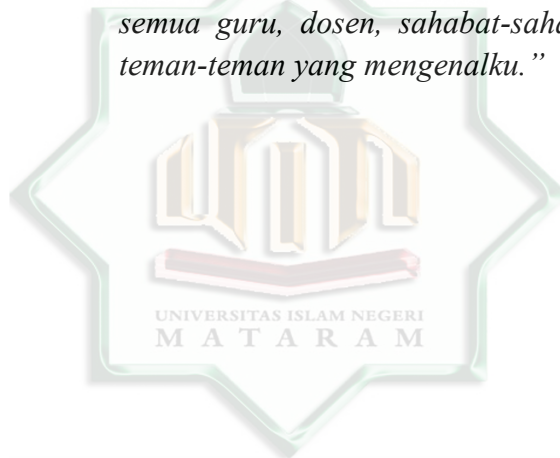 semua guru, dosen, sahabat-saha
teman-teman yang mengenalku.”
UNIVERSITAS ISLAM NEGERI
M A T A R A M